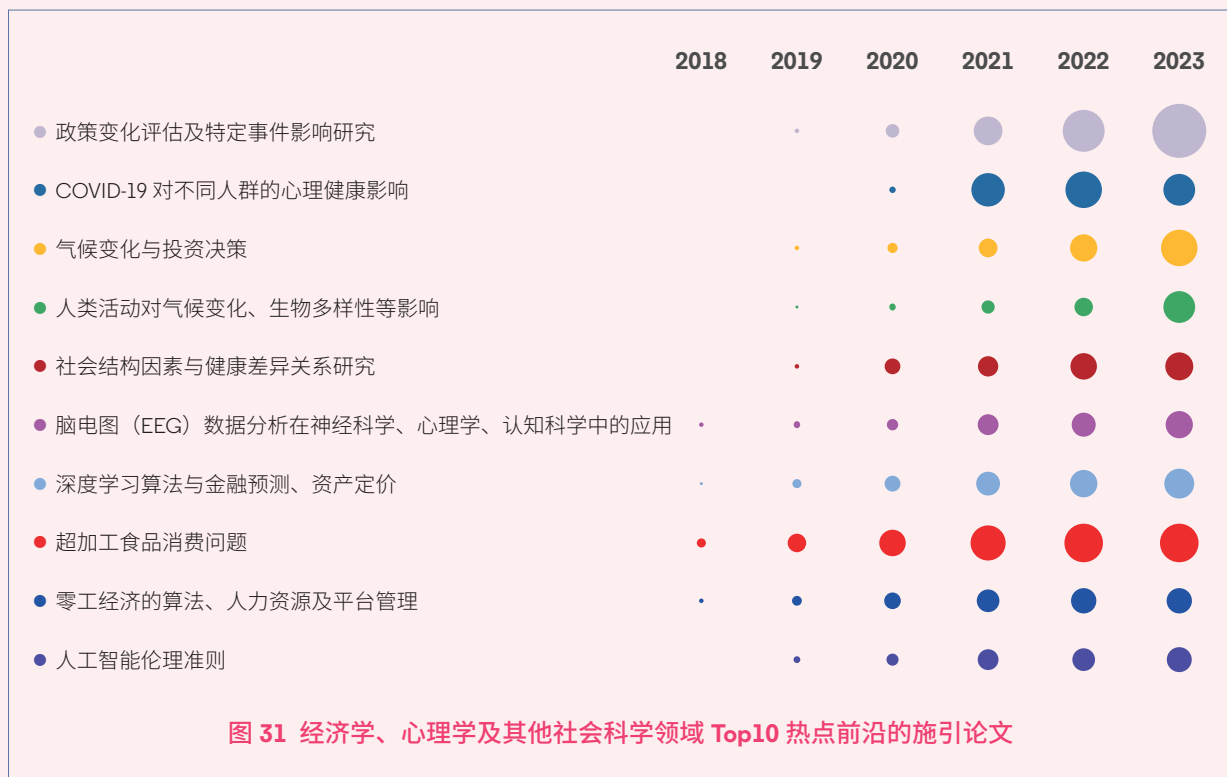 2018 2019 2020 2021 2022 2023
政策变化评估及特定事件影响研究
COVID-19 对不同人群的心理健康影响
气候变化与投资决策
人类活动对气候变化、生物多样性等影响
社会结构因素与健康差异关系研究
脑电图（EEG）数据分析在神经科学、心理学、认知科学中的应用
深度学习算法与金融预测、资产定价
超加工食品消费问题
零工经济的算法、人力资源及平台管理
人工智能伦理准则
图 31 经济学、心理学及其他社会科学领域 Top10 热点前沿的施引论文